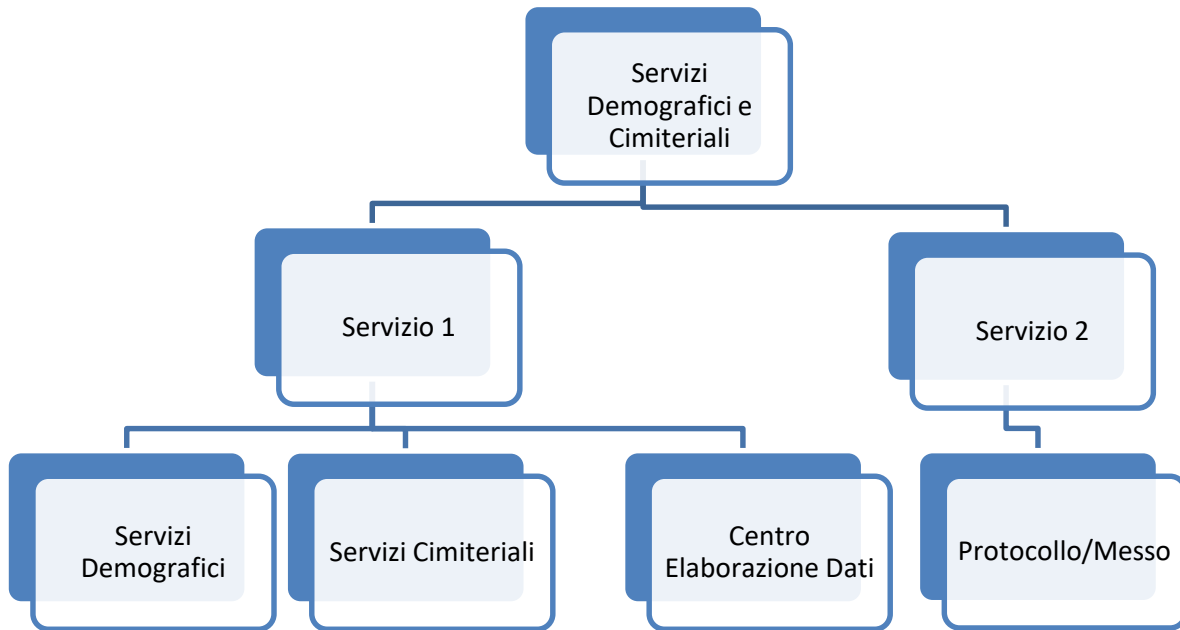 Servizi
Demografici e
Cimiteriali
Servizio 1
Servizio 2
Servizi
Demografici
Servizi Cimiteriali
Centro
Elaborazione Dati
Protocollo/Messo